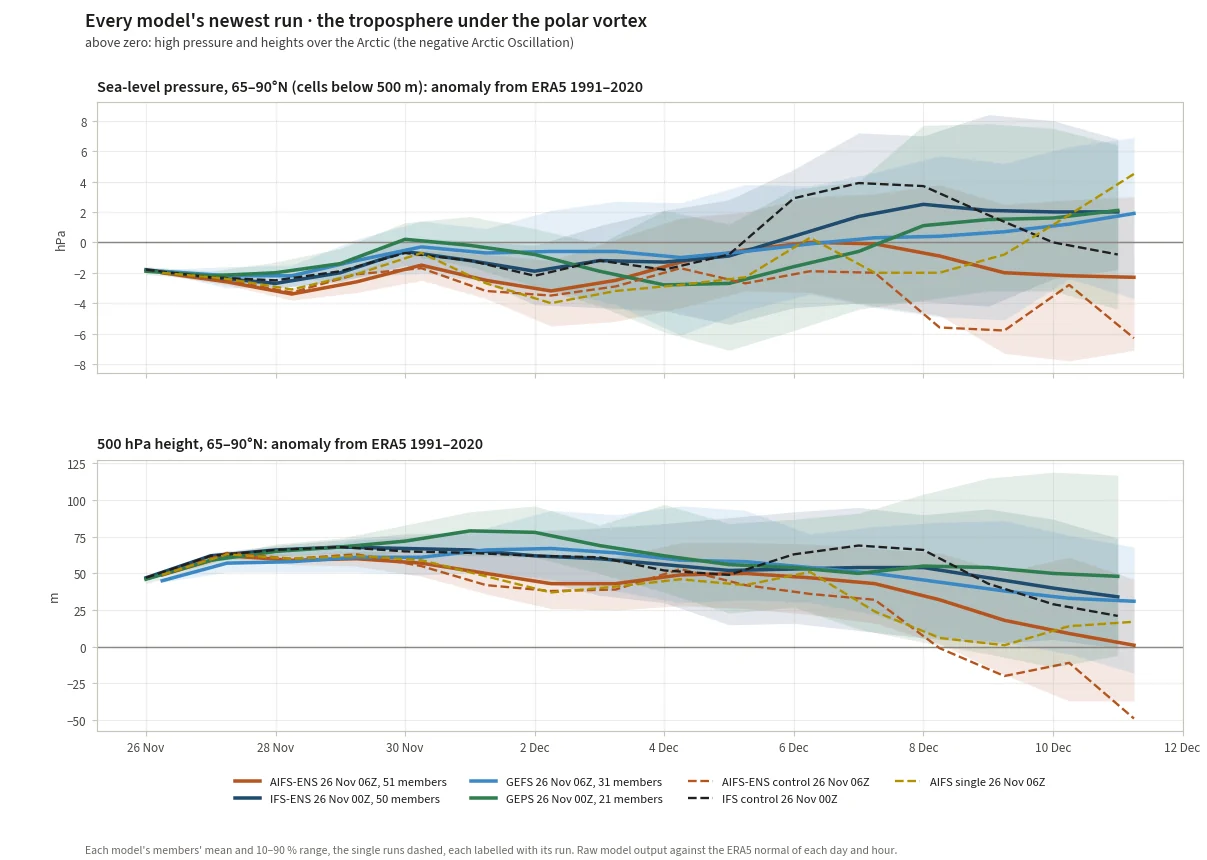 Every model's newest run · the troposphere under the polar vortex
above zero: high pressure and heights over the Arctic (the negative Arctic Oscillation)
Sea-level pressure, 65–90°N (cells below 500 m): anomaly from ERA5 1991–2020
8
6
4
2
0
−2
−4
−6
−8
hPa
500 hPa height, 65–90°N: anomaly from ERA5 1991–2020
125
100
75
50
25
0
−25
−50
m
26 Nov 28 Nov 30 Nov 2 Dec 4 Dec 6 Dec 8 Dec 10 Dec 12 Dec
AIFS-ENS 26 Nov 06Z, 51 members GEFS 26 Nov 06Z, 31 members AIFS-ENS control 26 Nov 06Z AIFS single 26 Nov 06Z
IFS-ENS 26 Nov 00Z, 50 members GEPS 26 Nov 00Z, 21 members IFS control 26 Nov 00Z
Each model's members' mean and 10–90 % range, the single runs dashed, each labelled with its run. Raw model output against the ERA5 normal of each day and hour.